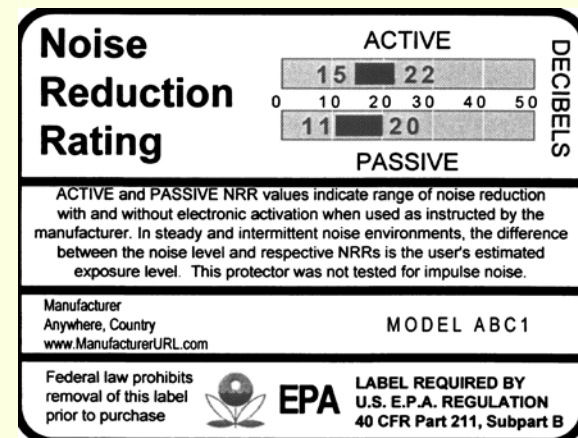 Noise
Reduction
Rating
ACTIVE
15 22
0 10 20 30 40 50
11 20
PASSIVE
DECIBELS
ACTIVE and PASSIVE NRR values indicate range of noise reduction
with and without electronic activation when used as instructed by the
manufacturer. In steady and intermittent noise environments, the difference
between the noise level and respective NRRs is the user's estimated
exposure level. This protector was not tested for impulse noise.
Manufacturer
Anywhere, Country
www.ManufacturerURL.com
MODEL ABC1
Federal law prohibits
removal of this label
prior to purchase
EPA
LABEL REQUIRED BY
U.S. E.P.A. REGULATION
40 CFR Part 211, Subpart B